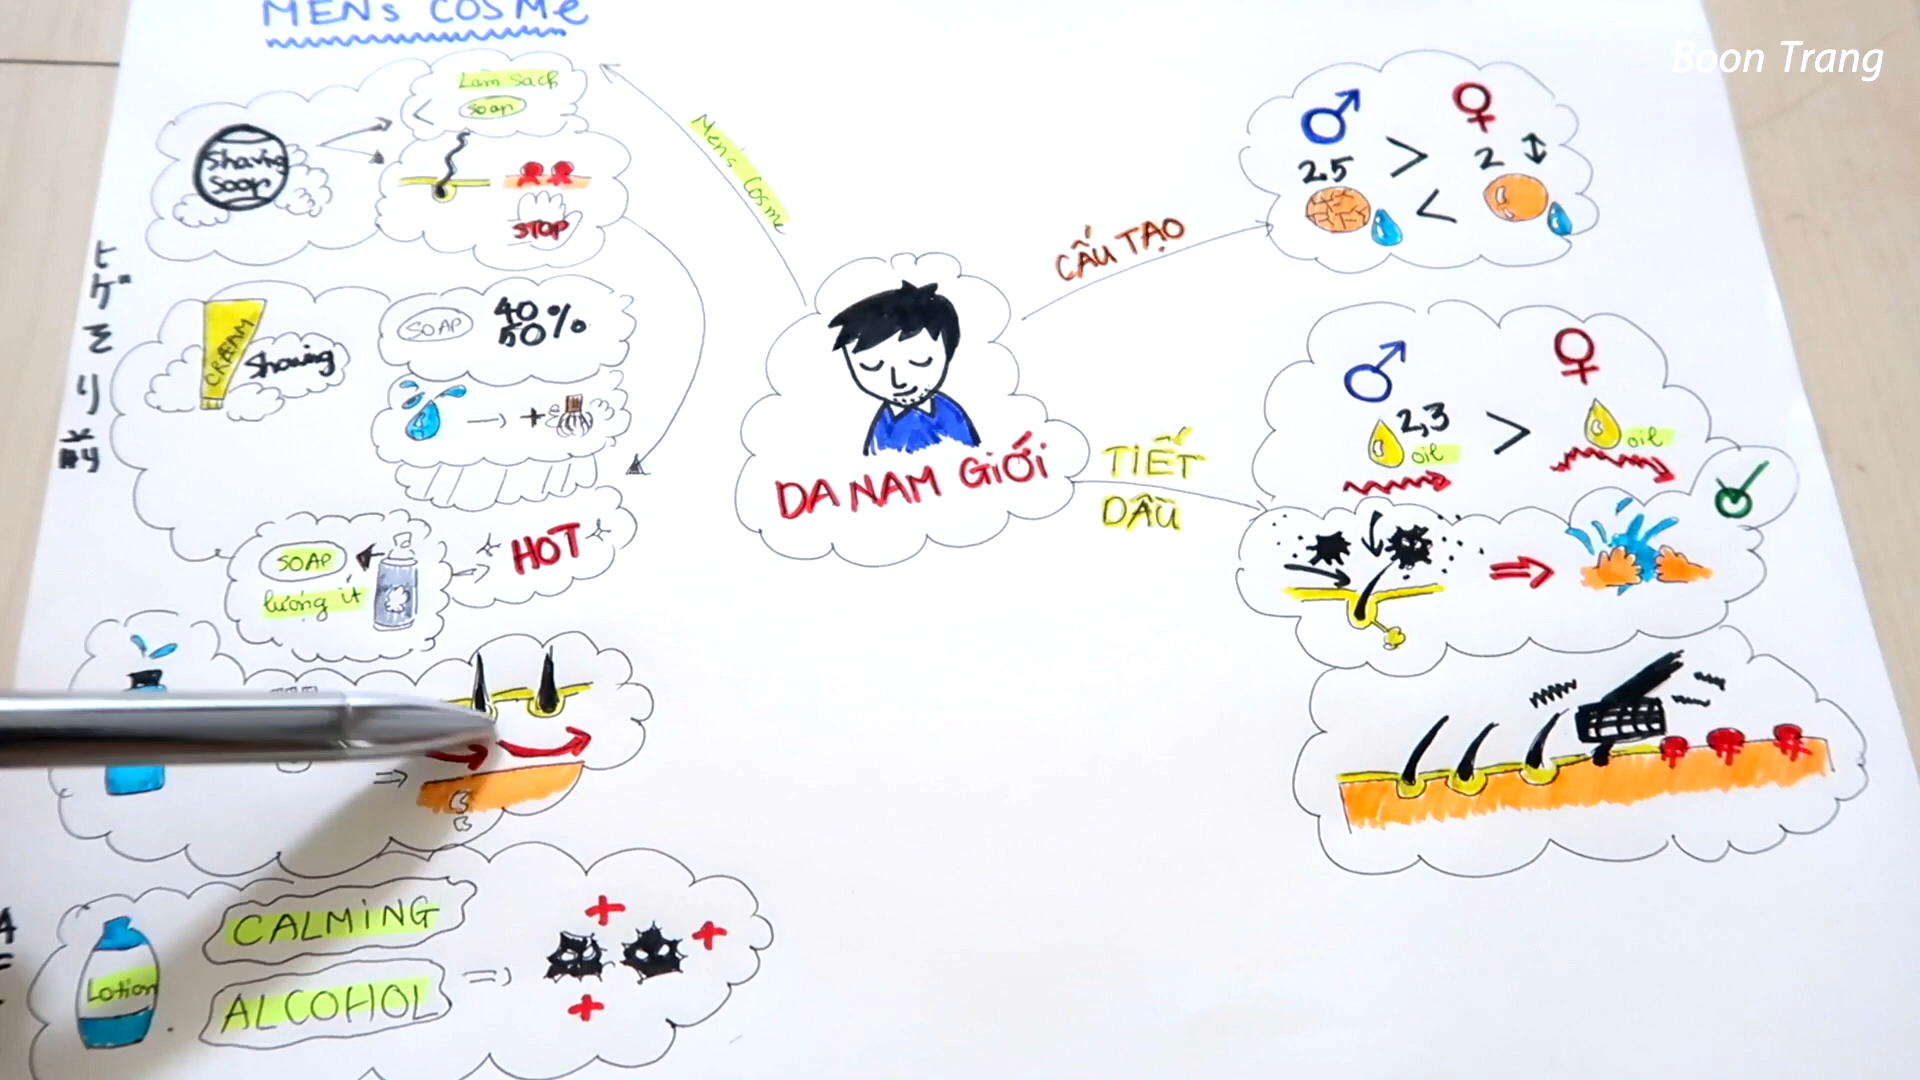 MENs COSMe
Boon Trang
Làm sạch
< soap
Shaving
soap
STOP
Men's Cosme
CẤU TẠO
2.5 > 2
<
ヒゲそり
CREAM
Shaving
SOAP 40%
50%
+
DA NAM GIỚI
TIẾT
DẦU
2,3 >
oil
oil
SOAP
lượng ít
HOT
CALMING
Lotion
ALCOHOL